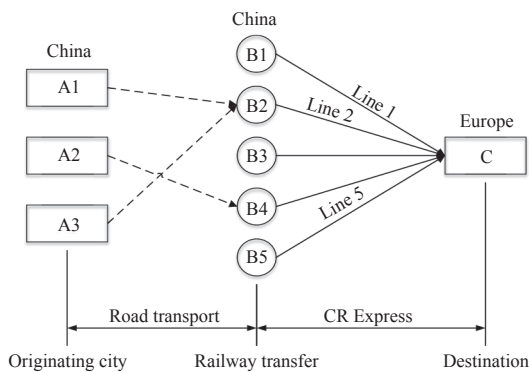 China
China
A1
A2
A3
B1
B2
B3
B4
B5
Line 1
Line 2
Line 5
Europe
C
Road transport
CR Express
Originating city
Railway transfer
Destination